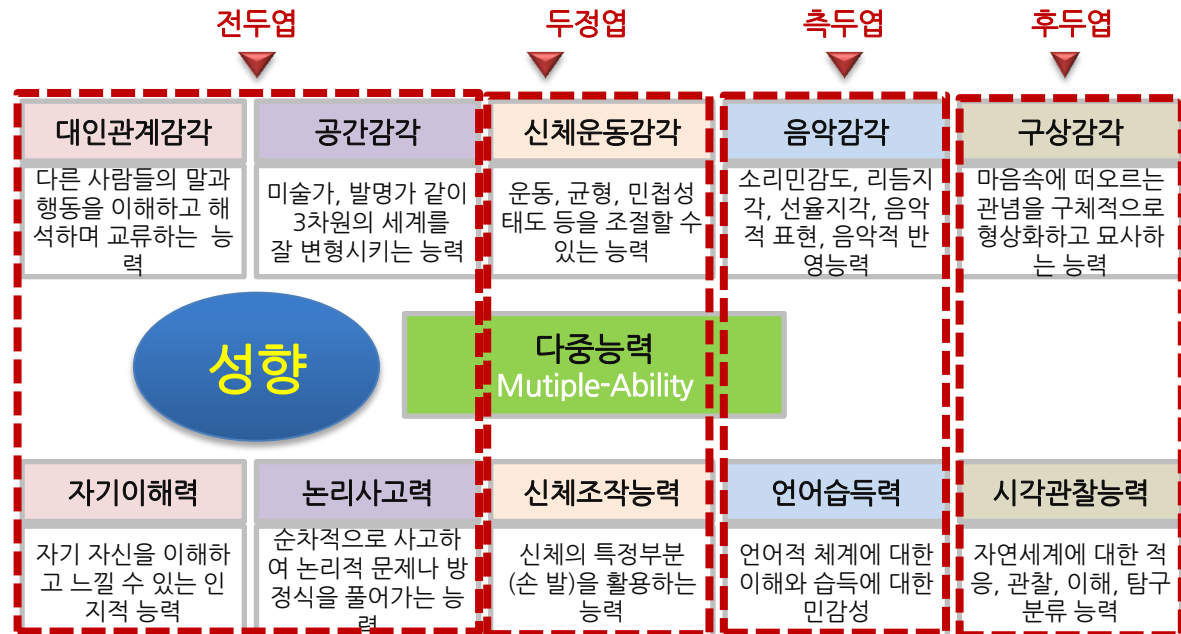 전두엽
두정엽
측두엽
후두엽
대인관계감각
다른 사람들의 말과
행동을 이해하고 해
석하며 교류하는 능
력
공간감각
미술가, 발명가 같이
3차원의 세계를
잘 변형시키는 능력
신체운동감각
운동, 균형, 민첩성
태도 등을 조절할 수
있는 능력
음악감각
소리민감도, 리듬지
각, 선율지각, 음악
적 표현, 음악적 반
영능력
구상감각
마음속에 떠오르는
관념을 구체적으로
형상화하고 묘사하
는 능력
성향
다중능력
Mutiple-Ability
자기이해력
자기 자신을 이해하
고 느낄 수 있는 인
지적 능력
논리사고력
순차적으로 사고하
여 논리적 문제나 방
정식을 풀어가는 능
력
신체조작능력
신체의 특정부분
(손 발)을 활용하는
능력
언어습득력
언어적 체계에 대한
이해와 습득에 대한
민감성
시각관찰능력
자연세계에 대한 적
응, 관찰, 이해, 탐구
분류 능력